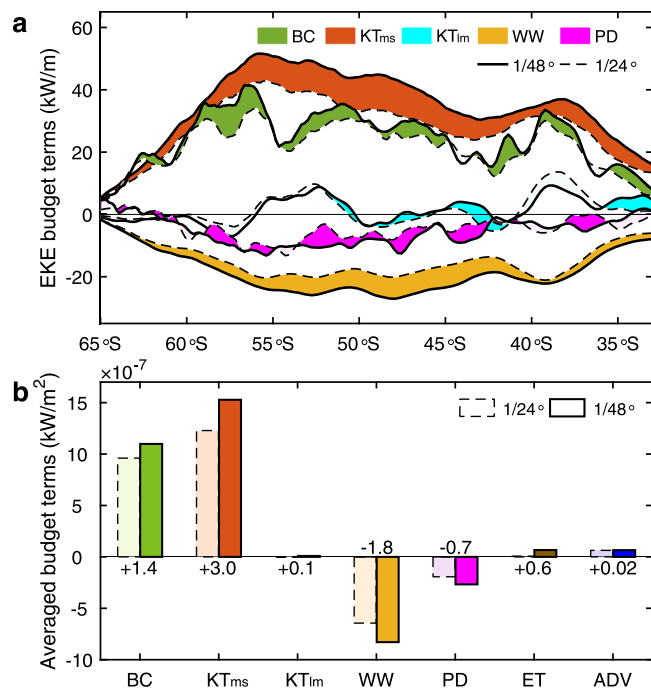 a
BC KTms KTlm WW PD
1/48° 1/24°
EKE budget terms (kW/m)
60
40
20
0
-20
65°S 60°S 55°S 50°S 45°S 40°S 35°S
b
×10-7
Averaged budget terms (kW/m2)
1/24° 1/48°
15
10
5
0
-5
-10
-1.8 -0.7
+1.4 +3.0 +0.1 +0.6 +0.02
BC KTms KTlm WW PD ET ADV